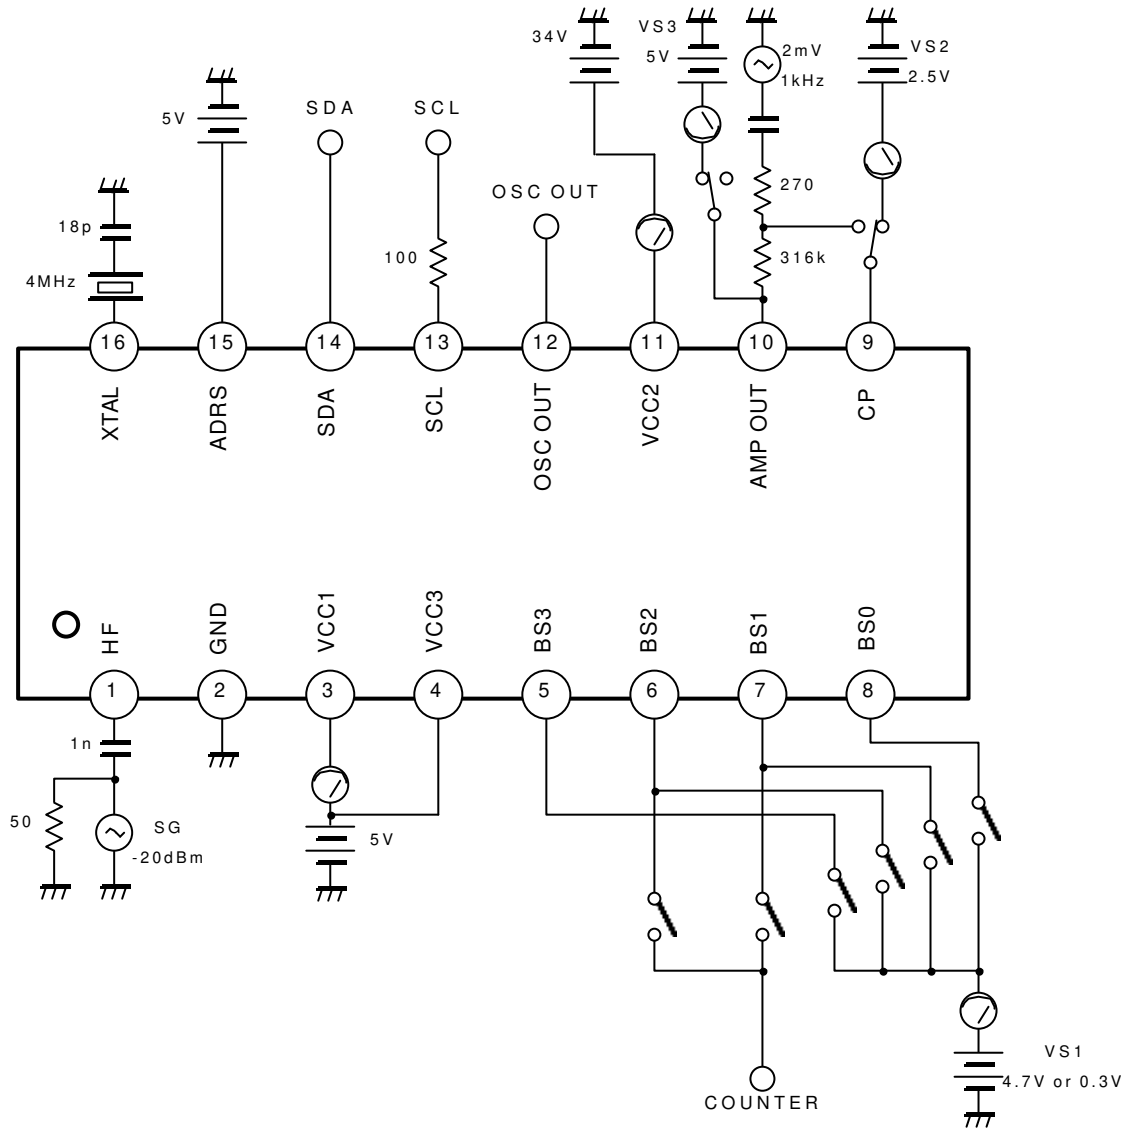 34V
VS3
5V
2mV
1kHz
VS2
2.5V
5V
SDA
SCL
OSC OUT
270
18p
100
316k
4MHz
16
15
14
13
12
11
10
9
XTAL
ADRS
SDA
SCL
OSC OUT
VCC2
AMP OUT
CP
HF
GND
VCC1
VCC3
BS3
BS2
BS1
BS0
1
2
3
4
5
6
7
8
1n
50
SG
-20dBm
5V
VS1
4.7V or 0.3V
COUNTER